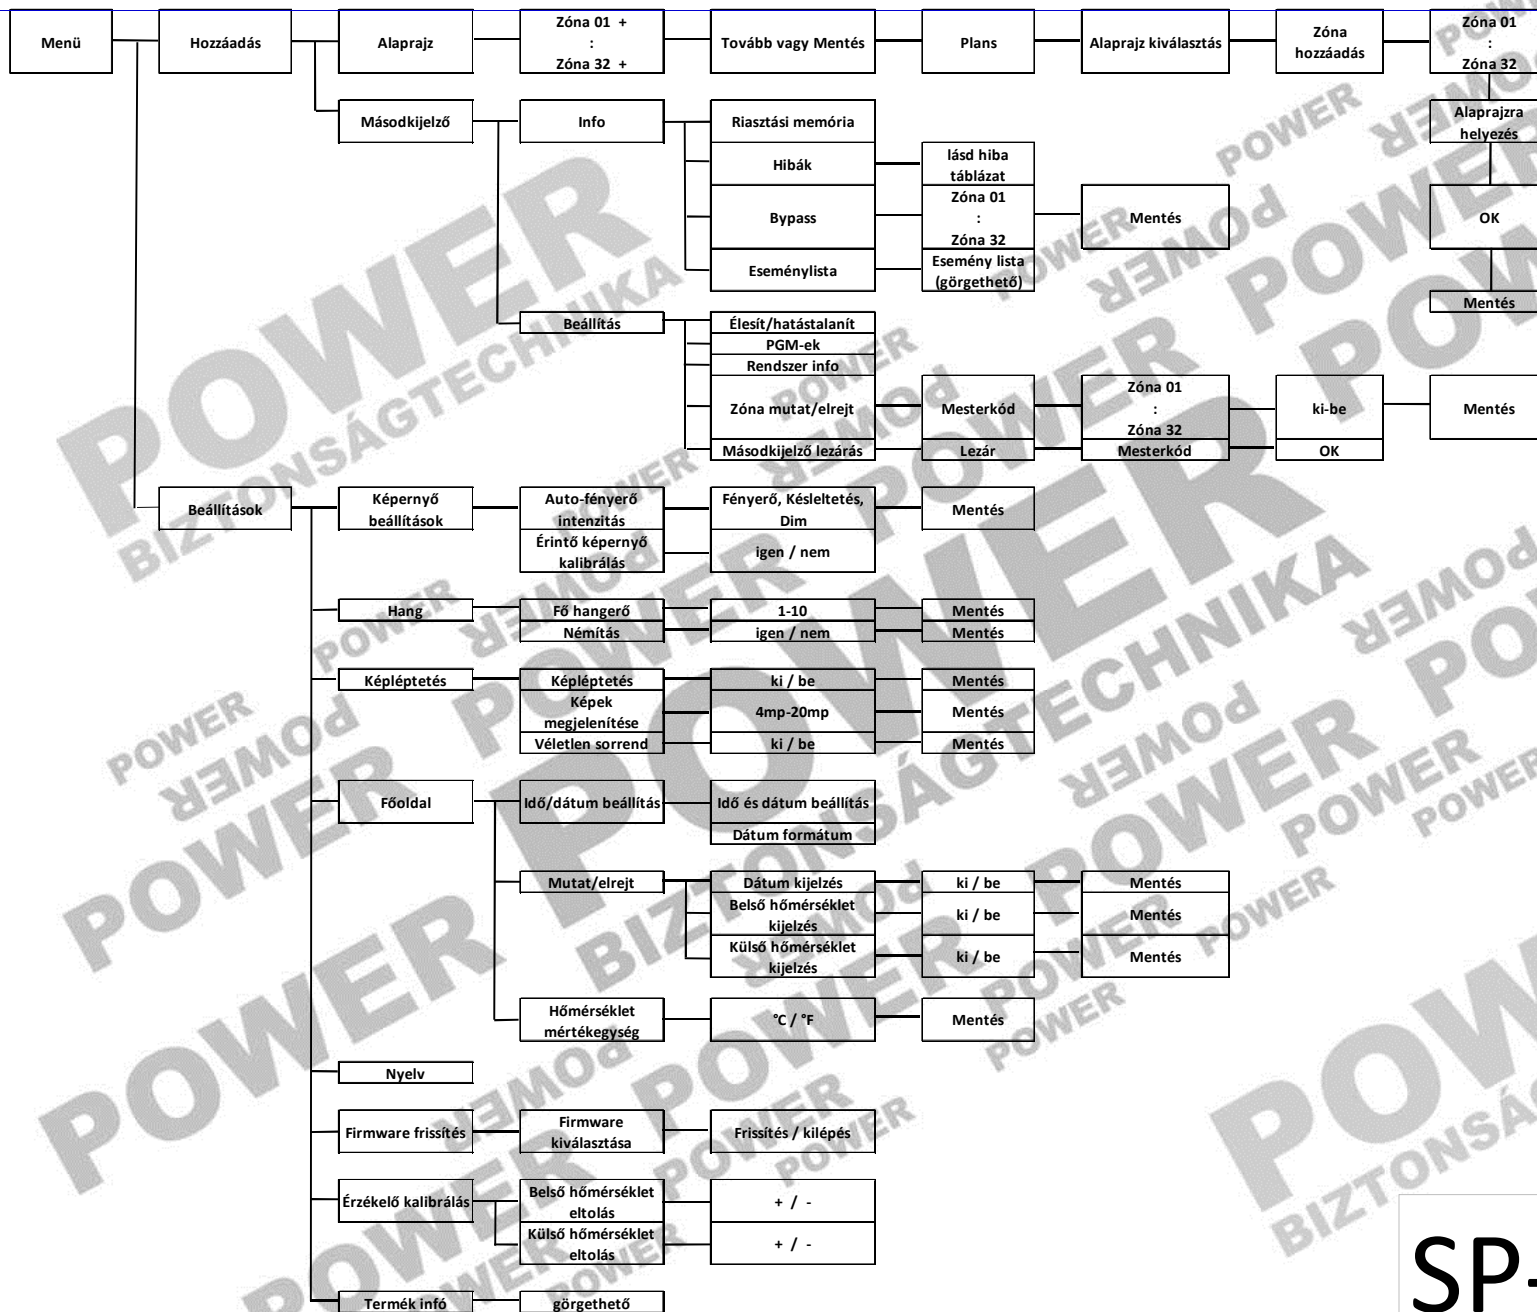 Menü
Hozzáadás
Alaprajz
Zóna 01 +
:
Zóna 32 +
Tovább vagy Mentés
Plans
Alaprajz kiválasztás
Zóna
hozzáadás
Zóna 01
:
Zóna 32
Másodkijelző
Info
Riasztási memória
Alaprajzra
helyezés
Hibák
lásd hiba
táblázat
Bypass
Zóna 01
:
Zóna 32
Mentés
OK
Eseménylista
Esemény lista
(görgethető)
Mentés
Beállítás
Élesít/hatástalanít
PGM-ek
Rendszer info
Zóna mutat/elrejt
Mesterkód
Zóna 01
:
Zóna 32
ki-be
Mentés
Másodkijelző lezárás
Lezár
Mesterkód
OK
Beállítások
Képernyő
beállítások
Auto-fényerő
intenzitás
Fényerő, Késleltetés,
Dim
Mentés
Érintő képernyő
kalibrálás
igen / nem
Hang
Fő hangerő
1-10
Mentés
Némítás
igen / nem
Mentés
Képléptetés
Képléptetés
ki / be
Mentés
Képek
megjelenítése
4mp-20mp
Mentés
Véletlen sorrend
ki / be
Mentés
Főoldal
Idő/dátum beállítás
Idő és dátum beállítás
Dátum formátum
Mutat/elrejt
Dátum kijelzés
ki / be
Mentés
Belső hőmérséklet
kijelzés
ki / be
Mentés
Külső hőmérséklet
kijelzés
ki / be
Mentés
Hőmérséklet
mértékegység
°C / °F
Mentés
Nyelv
Firmware frissítés
Firmware
kiválasztása
Frissítés / kilépés
Érzékelő kalibrálás
Belső hőmérséklet
eltolás
+ / -
Külső hőmérséklet
eltolás
+ / -
Termék infó
görgethető
SP-
POWER
BIZTONSÁGTECHNIKA
POWER
BIZTONSÁGTECHNIKA